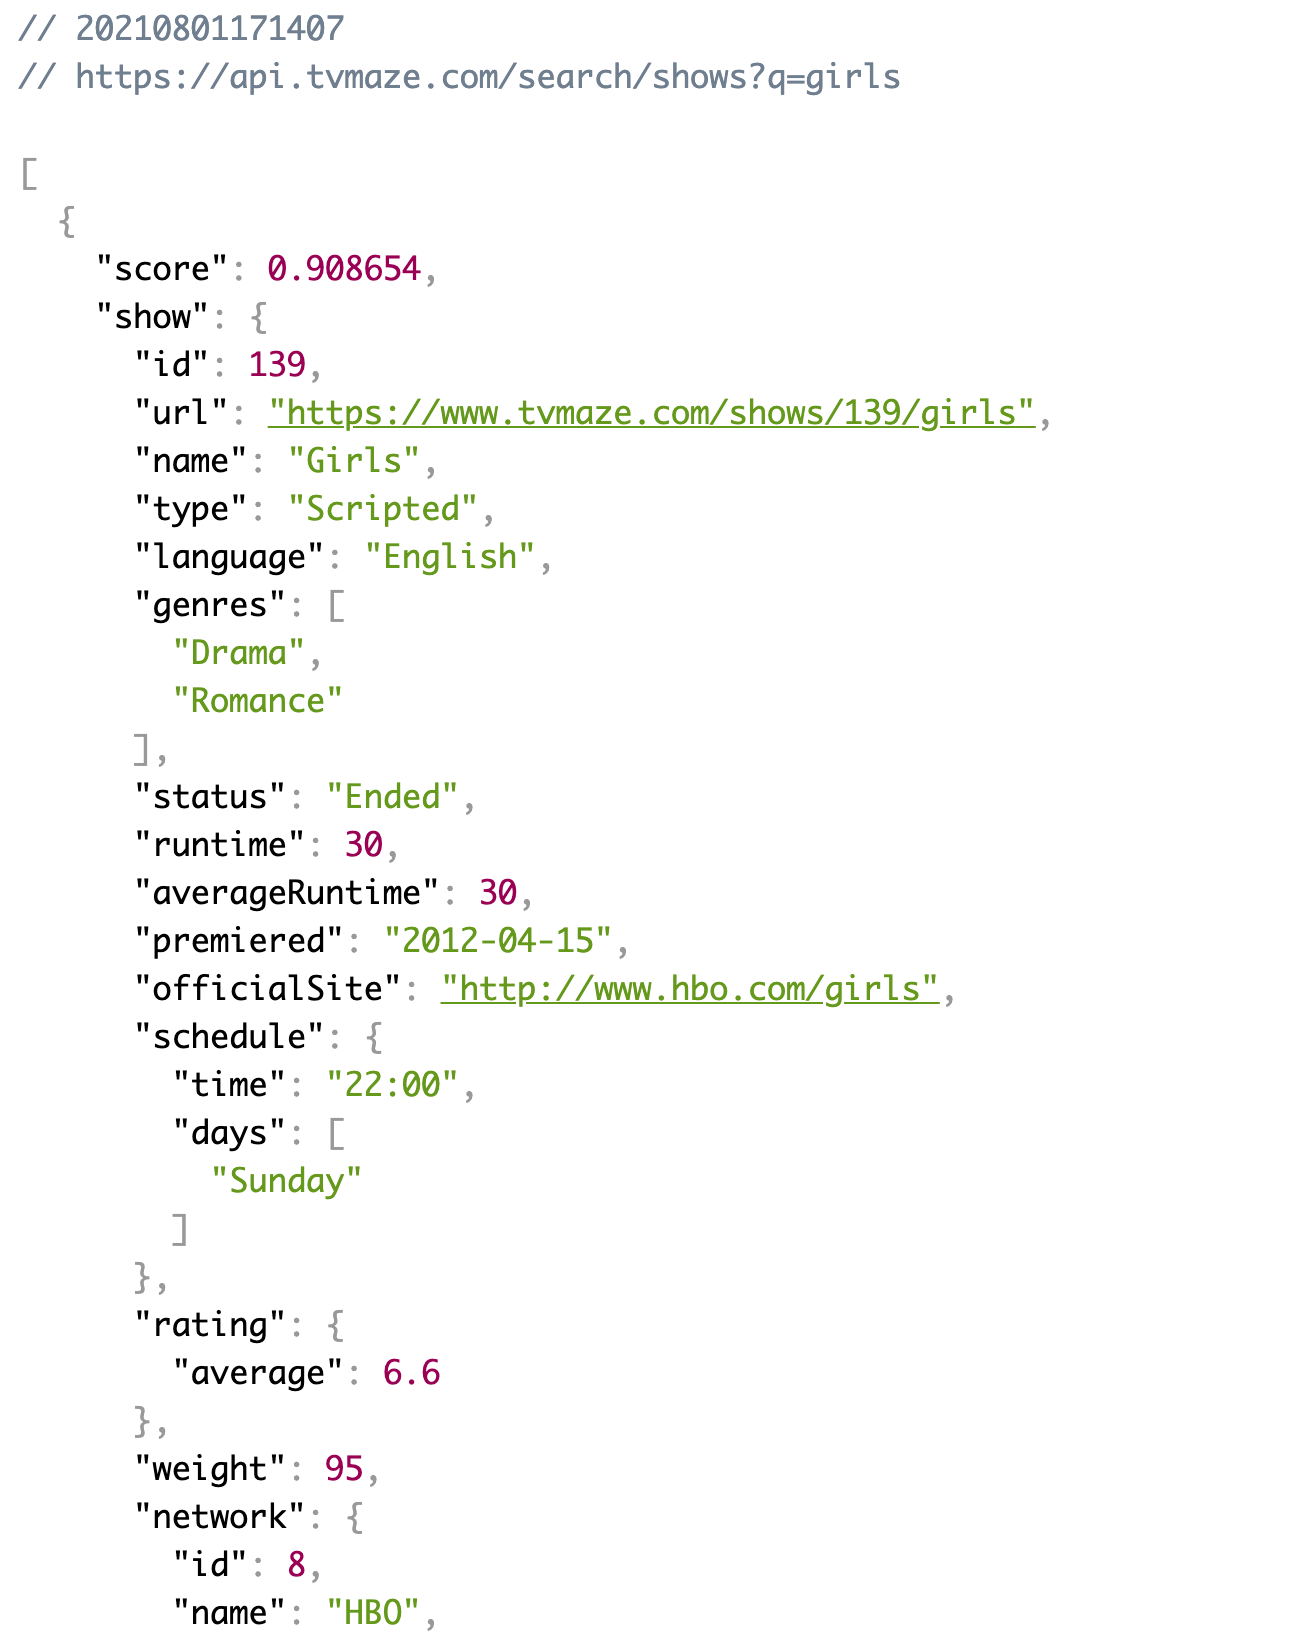 // 20210801171407
// https://api.tvmaze.com/search/shows?q=girls
[
  {
    "score": 0.908654,
    "show": {
      "id": 139,
      "url": "https://www.tvmaze.com/shows/139/girls",
      "name": "Girls",
      "type": "Scripted",
      "language": "English",
      "genres": [
        "Drama",
        "Romance"
      ],
      "status": "Ended",
      "runtime": 30,
      "averageRuntime": 30,
      "premiered": "2012-04-15",
      "officialSite": "http://www.hbo.com/girls",
      "schedule": {
        "time": "22:00",
        "days": [
          "Sunday"
        ]
      },
      "rating": {
        "average": 6.6
      },
      "weight": 95,
      "network": {
        "id": 8,
        "name": "HBO",